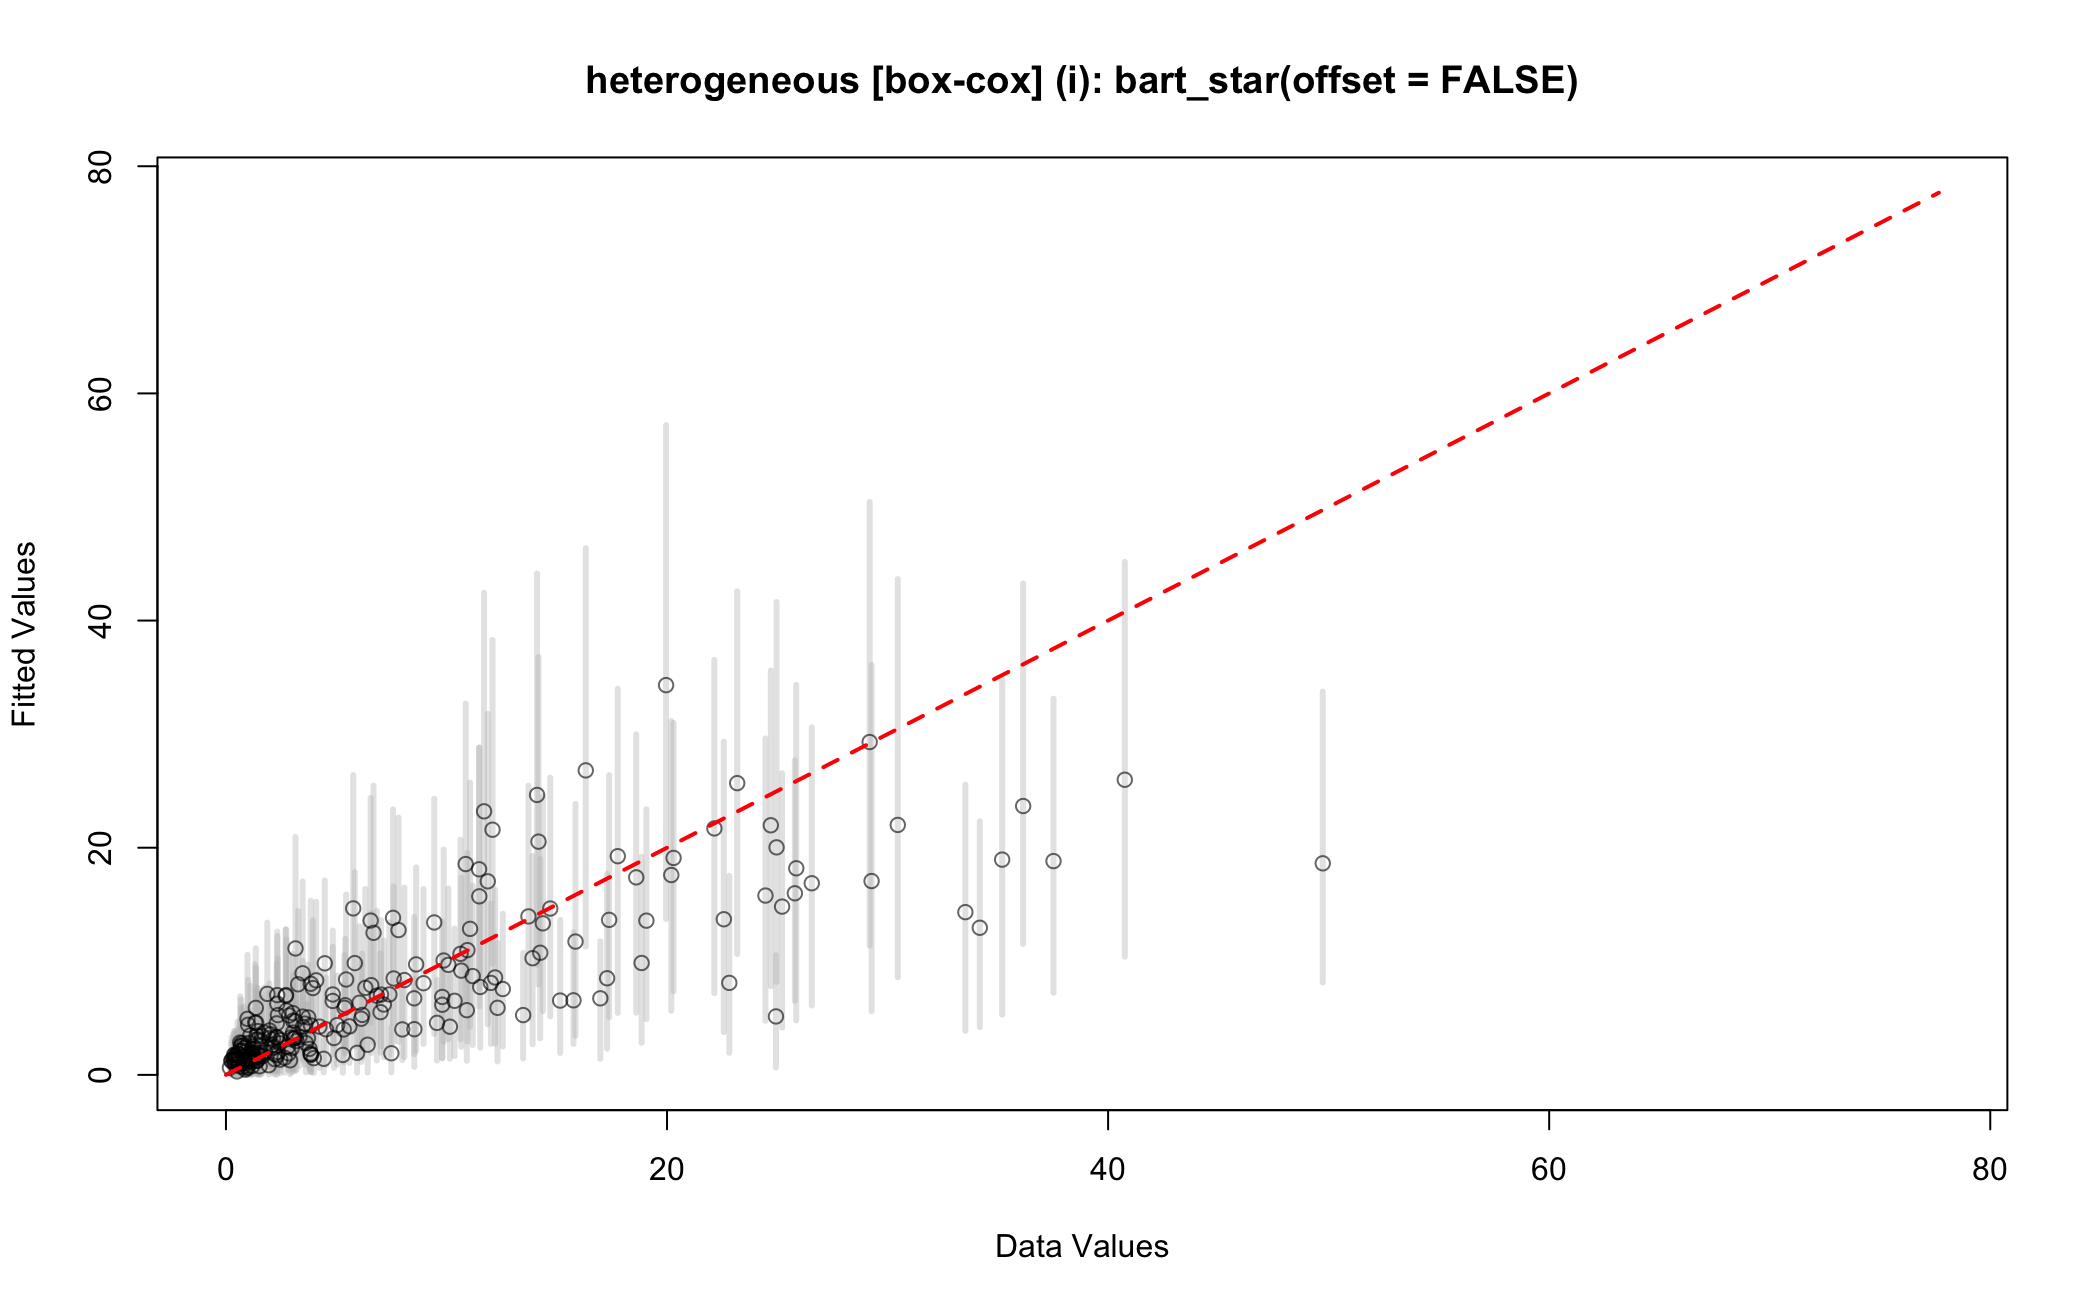 heterogeneous [box-cox] (i): bart_star(offset = FALSE)
80
60
40
20
0
Fitted Values
0 20 40 60 80
Data Values